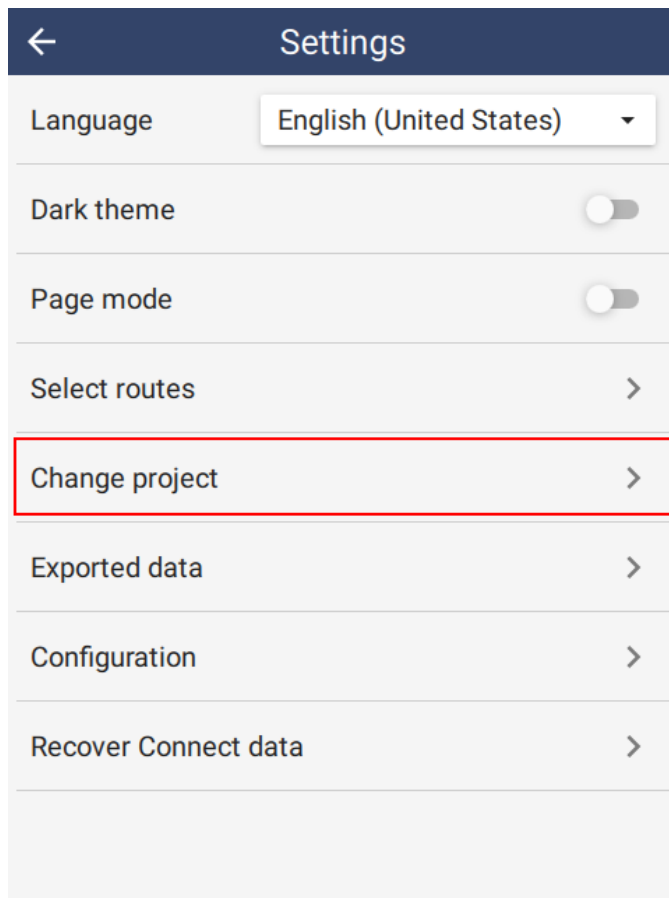 Settings
Language English (United States)
Dark theme
Page mode
Select routes
Change project
Exported data
Configuration
Recover Connect data